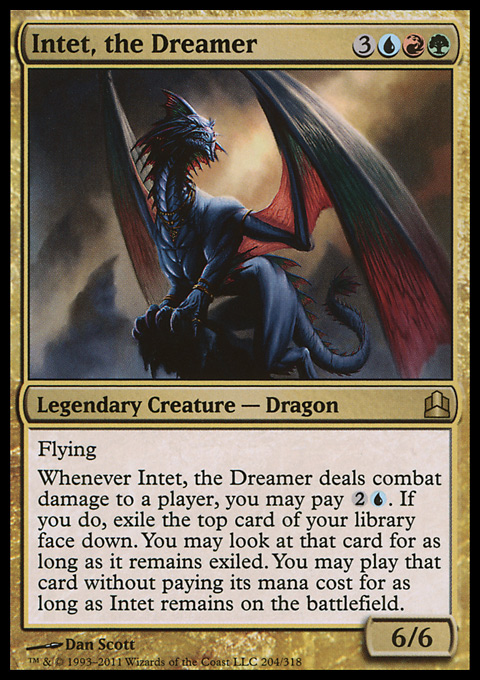 Intet, the Dreamer 3
Legendary Creature — Dragon
Flying
Whenever Intet, the Dreamer deals combat
damage to a player, you may pay 2 . If
you do, exile the top card of your library
face down. You may look at that card for as
long as it remains exiled. You may play that
card without paying its mana cost for as
long as Intet remains on the battlefield.
Dan Scott
6/6
™ & © 1993–2011 Wizards of the Coast LLC 204/318